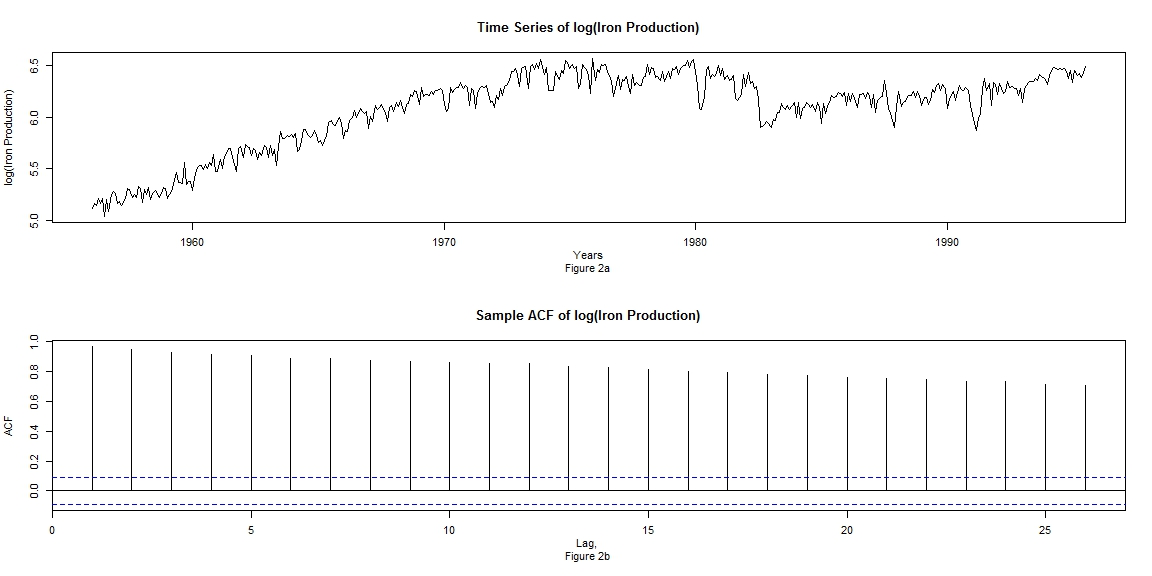 Time Series of log(Iron Production)
log(Iron Production)
6.5
6.0
5.5
5.0
1960 1970 1980 1990
Years
Figure 2a
Sample ACF of log(Iron Production)
ACF
1.0
0.8
0.6
0.4
0.2
0.0
0 5 10 15 20 25
Lag,
Figure 2b